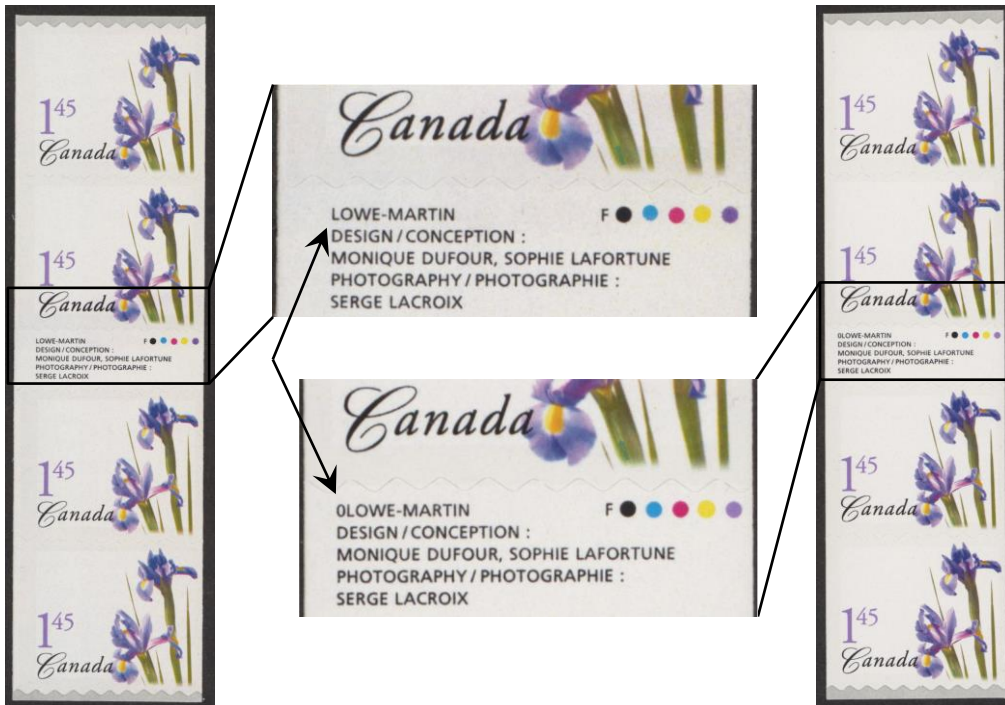 145
Canada
145
Canada
LOWE-MARTIN F
DESIGN / CONCEPTION :
MONIQUE DUFOUR, SOPHIE LAFORTUNE
PHOTOGRAPHY / PHOTOGRAPHIE :
SERGE LACROIX
145
Canada
145
Canada
Canada
LOWE-MARTIN F
DESIGN / CONCEPTION :
MONIQUE DUFOUR, SOPHIE LAFORTUNE
PHOTOGRAPHY / PHOTOGRAPHIE :
SERGE LACROIX
Canada
0LOWE-MARTIN F
DESIGN / CONCEPTION :
MONIQUE DUFOUR, SOPHIE LAFORTUNE
PHOTOGRAPHY / PHOTOGRAPHIE :
SERGE LACROIX
145
Canada
145
Canada
0LOWE-MARTIN F
DESIGN / CONCEPTION :
MONIQUE DUFOUR, SOPHIE LAFORTUNE
PHOTOGRAPHY / PHOTOGRAPHIE :
SERGE LACROIX
145
Canada
145
Canada